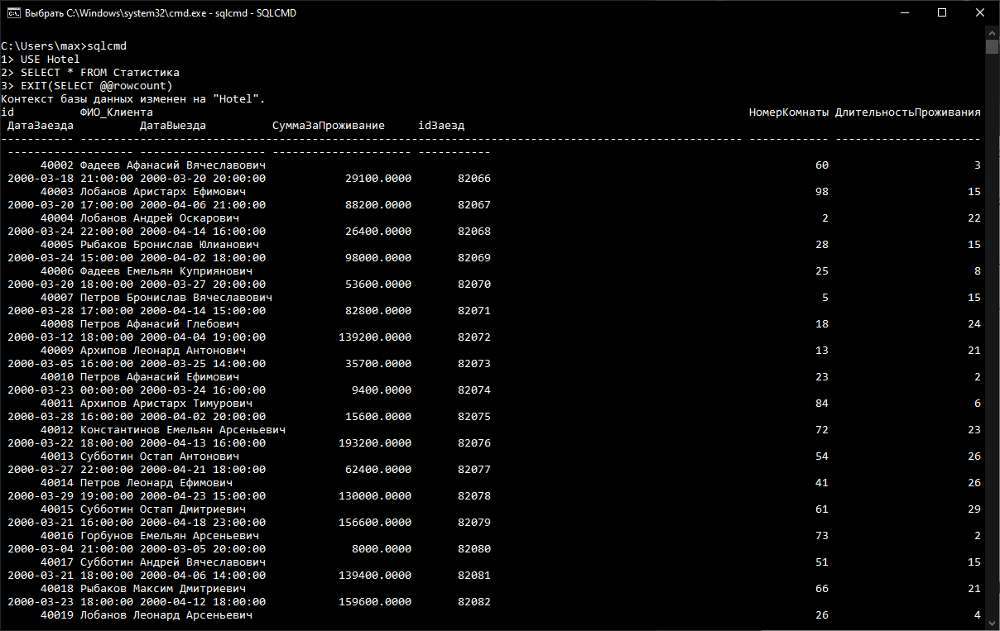 Выбрать C:\Windows\system32\cmd.exe - sqlcmd - SQLCMD
C:\Users\max>sqlcmd
1> USE Hotel
2> SELECT * FROM Статистика
3> EXIT(SELECT @@rowcount)
Контекст базы данных изменен на "Hotel".
id ФИО_Клиента НомерКомнаты ДлительностьПроживания
ДатаЗаезда ДатаВыезда СуммаЗаПроживание idЗаезд
----------- ---------------------------------------------------------------------------------------------------- ------------ ----------------------
------------------- ------------------- --------------------- -----------
40002 Фадеев Афанасий Вячеславович 60 3
2000-03-18 21:00:00 2000-03-20 20:00:00 29100.0000 82066
40003 Лобанов Аристарх Ефимович 98 15
2000-03-20 17:00:00 2000-04-06 21:00:00 88200.0000 82067
40004 Лобанов Андрей Оскарович 2 22
2000-03-24 22:00:00 2000-04-14 16:00:00 26400.0000 82068
40005 Рыбаков Бронислав Юлианович 28 15
2000-03-24 15:00:00 2000-04-02 18:00:00 98000.0000 82069
40006 Фадеев Емельян Куприянович 25 8
2000-03-20 18:00:00 2000-03-27 20:00:00 53600.0000 82070
40007 Петров Бронислав Вячеславович 5 15
2000-03-28 17:00:00 2000-04-14 15:00:00 82800.0000 82071
40008 Петров Афанасий Глебович 18 24
2000-03-12 18:00:00 2000-04-04 19:00:00 139200.0000 82072
40009 Архипов Леонард Антонович 13 21
2000-03-05 16:00:00 2000-03-25 14:00:00 35700.0000 82073
40010 Петров Афанасий Ефимович 23 2
2000-03-23 00:00:00 2000-03-24 16:00:00 9400.0000 82074
40011 Архипов Аристарх Тимурович 84 6
2000-03-28 16:00:00 2000-04-02 20:00:00 15600.0000 82075
40012 Константинов Емельян Арсеньевич 72 23
2000-03-22 18:00:00 2000-04-13 16:00:00 193200.0000 82076
40013 Субботин Остап Антонович 54 26
2000-03-27 22:00:00 2000-04-21 18:00:00 62400.0000 82077
40014 Петров Леонард Ефимович 41 26
2000-03-29 19:00:00 2000-04-23 15:00:00 130000.0000 82078
40015 Субботин Остап Дмитриевич 61 29
2000-03-21 16:00:00 2000-04-18 23:00:00 156600.0000 82079
40016 Горбунов Емельян Арсеньевич 73 2
2000-03-04 21:00:00 2000-03-05 20:00:00 8000.0000 82080
40017 Субботин Андрей Вячеславович 51 15
2000-03-21 18:00:00 2000-04-06 14:00:00 139400.0000 82081
40018 Рыбаков Максим Дмитриевич 66 21
2000-03-23 18:00:00 2000-04-12 18:00:00 159600.0000 82082
40019 Лобанов Леонард Арсеньевич 26 4